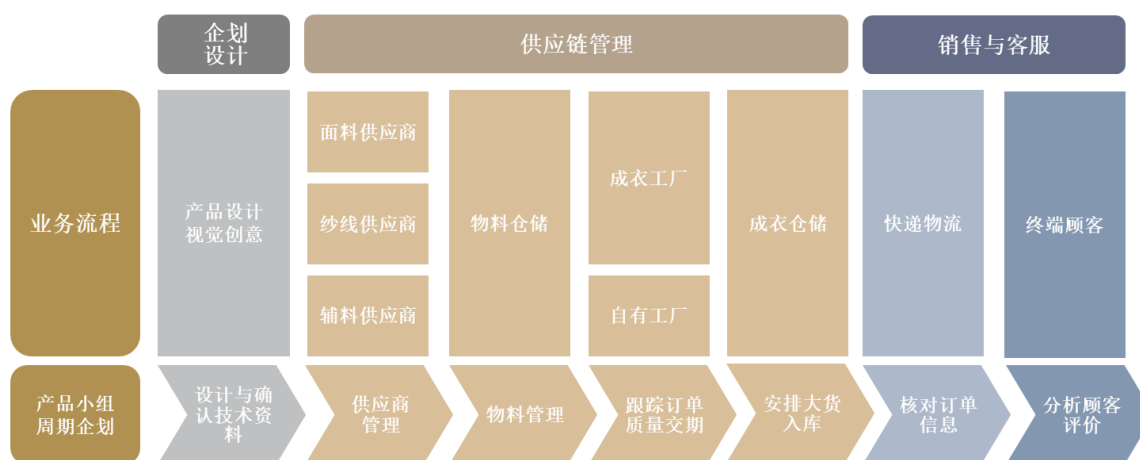 企划
设计
供应链管理
销售与客服
业务流程
产品设计
视觉创意
面料供应商
纱线供应商
辅料供应商
物料仓储
成衣工厂
自有工厂
成衣仓储
快递物流
终端顾客
产品小组
周期企划
设计与确
认技术资
料
供应商
管理
物料管理
跟踪订单
质量交期
安排大货
入库
核对订单
信息
分析顾客
评价